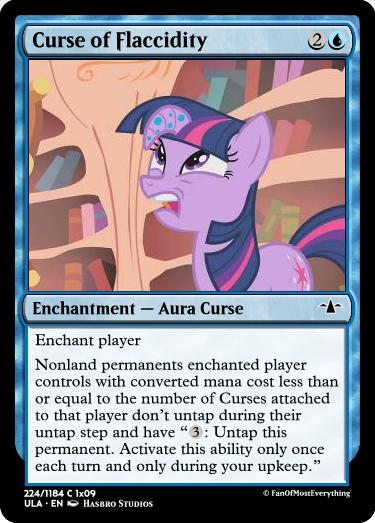 Curse of Flaccidity 2
Enchantment — Aura Curse
Enchant player
Nonland permanents enchanted player
controls with converted mana cost less than
or equal to the number of Curses attached
to that player don't untap during their
untap step and have “3: Untap this
permanent. Activate this ability only once
each turn and only during your upkeep.”
224/1184 C 1x09
ULA • EN Hasbro Studios
© FanOfMostEverything